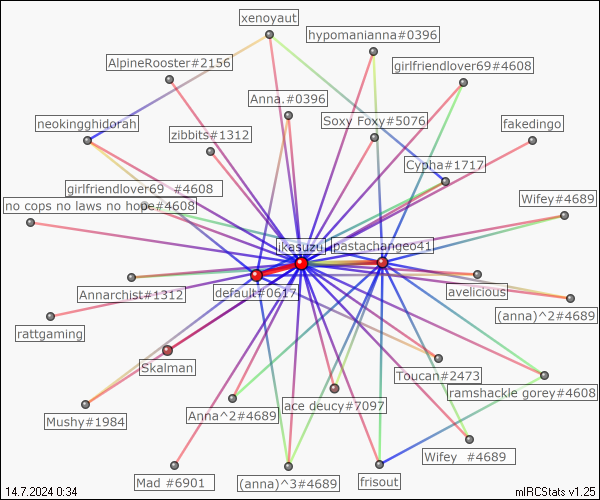 xenoyaut
hypomanianna#0396
AlpineRooster#2156
girlfriendlover69#4608
Anna.#0396
neokingghidorah
zibbits#1312
Soxy Foxy#5076
fakedingo
Cypha#1717
girlfriendlover69 #4608
no cops no laws no hope#4608
Wifey#4689
ikasuzu
pastachangeo41
Annarchist#1312
default#0617
avelicious
rattgaming
(anna)^2#4689
Skalman
Toucan#2473
ramshackle gorey#4608
Mushy#1984
Anna^2#4689
ace deucy#7097
Wifey #4689
Mad #6901
(anna)^3#4689
frisout
14.7.2024 0:34
mIRCStats v1.25